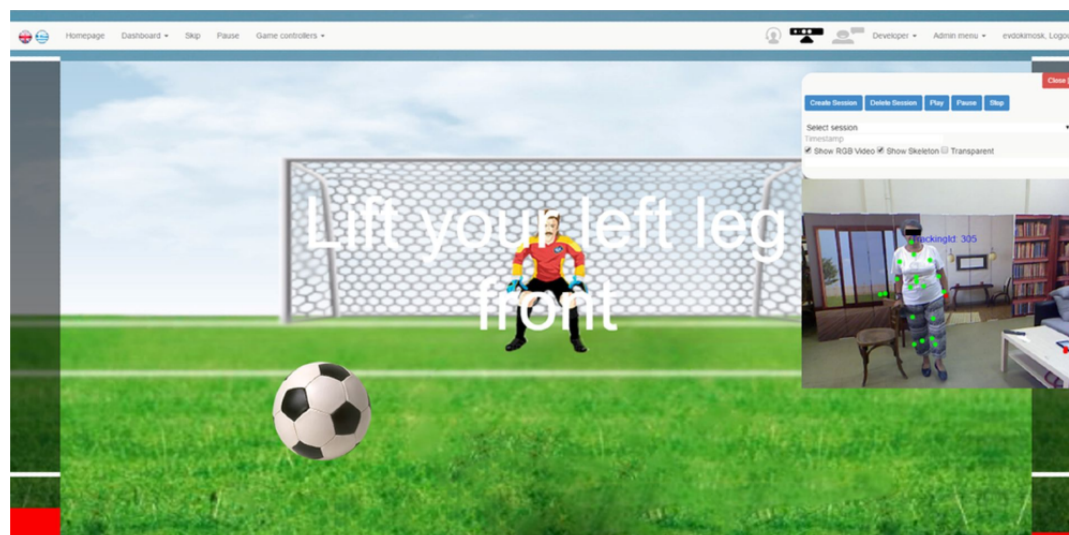 Homepage Dashboard Skip Pause Game controllers Developer Admin menu evdokimosk, Logou
Close
Create Session Delete Session Play Pause Stop
Select session
Timestamp
Show RGB Video Show Skeleton Transparent
Lift your left leg
front
TrackingId: 305